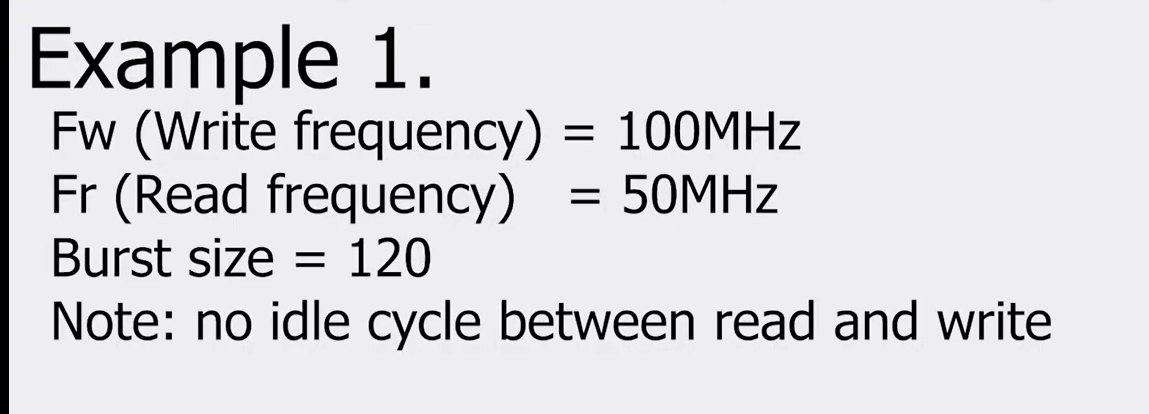 Example 1.
Fw (Write frequency) = 100MHz
Fr (Read frequency) = 50MHz
Burst size = 120
Note: no idle cycle between read and write